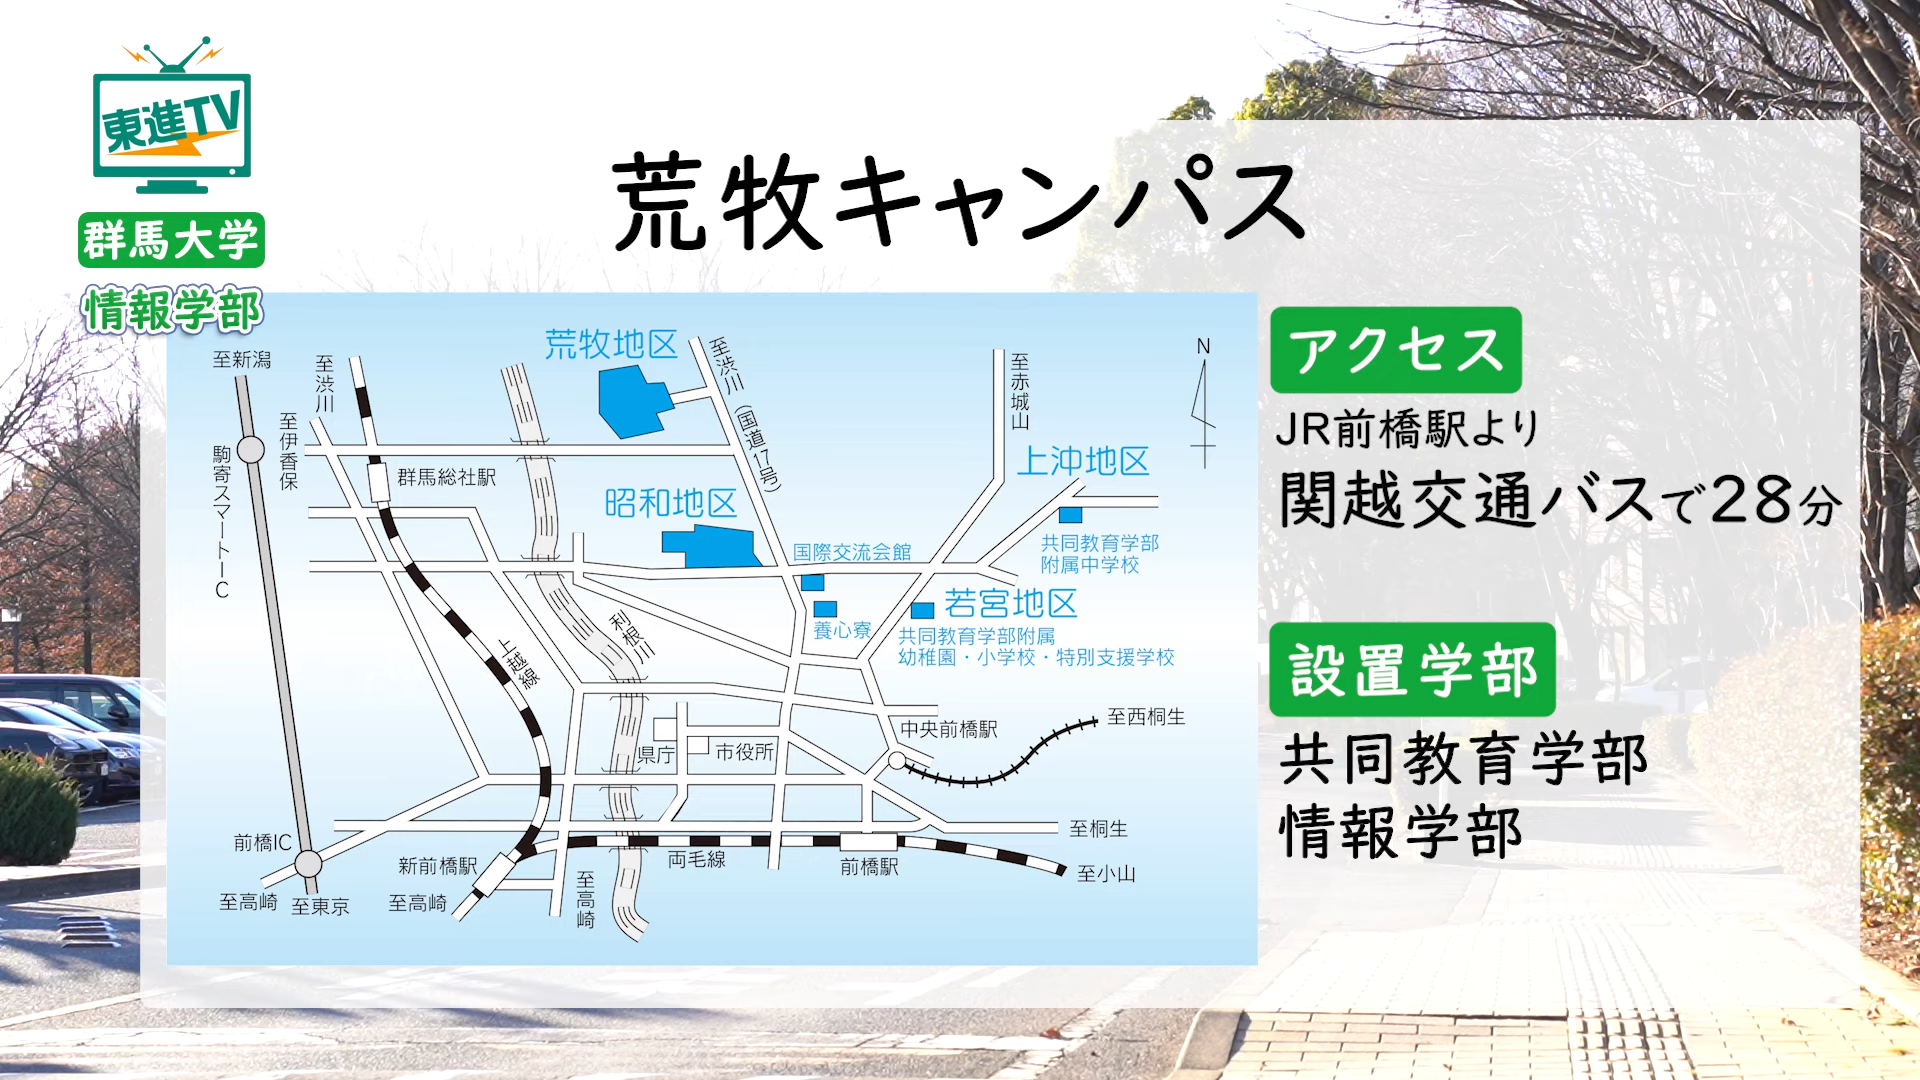 東進TV
群馬大学
情報学部
荒牧キャンパス
アクセス
JR前橋駅より
関越交通バスで28分
設置学部
共同教育学部
情報学部
荒牧地区
至渋川(国道17号)
至新潟
至渋川
至伊香保
至赤城山
N
駒寄スマートIC
群馬総社駅
昭和地区
上沖地区
共同教育学部
附属中学校
国際交流会館
養心寮
若宮地区
共同教育学部附属
幼稚園・小学校・特別支援学校
利根川
上越線
県庁
市役所
中央前橋駅
至西桐生
前橋IC
至高崎
至東京
新前橋駅
至高崎
至高崎
両毛線
前橋駅
至桐生
至小山